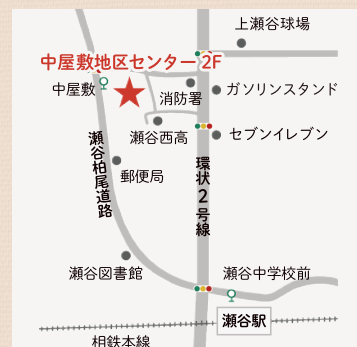 上瀬谷球場
中屋敷地区センター 2F
中屋敷
消防署
ガソリンスタンド
瀬谷西高
セブンイレブン
瀬谷柏尾道路
郵便局
環状2号線
瀬谷図書館
瀬谷中学校前
瀬谷駅
相鉄本線